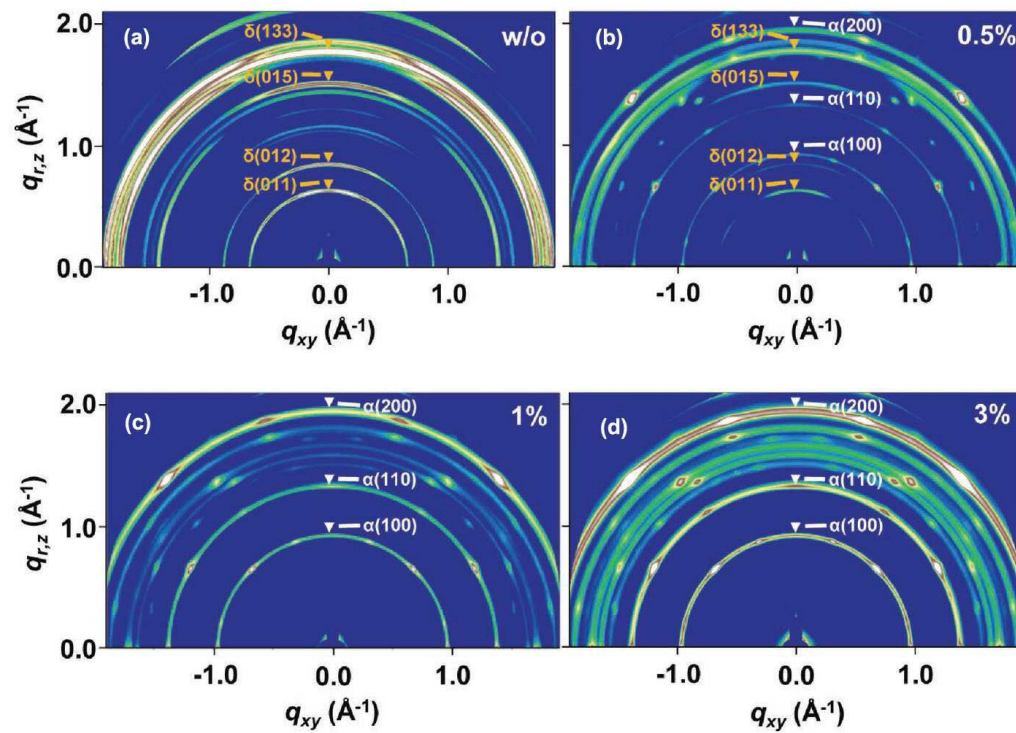 (a)
w/o
δ(133)
δ(015)
δ(012)
δ(011)
2.0
1.0
0.0
q_{r,z} (Å⁻¹)
-1.0 0.0 1.0
q_{xy} (Å⁻¹)
(b)
0.5%
α(200)
δ(133)
δ(015)
α(110)
α(100)
δ(012)
δ(011)
-1.0 0.0 1.0
q_{xy} (Å⁻¹)
(c)
1%
α(200)
α(110)
α(100)
2.0
1.0
0.0
q_{r,z} (Å⁻¹)
-1.0 0.0 1.0
q_{xy} (Å⁻¹)
(d)
3%
α(200)
α(110)
α(100)
-1.0 0.0 1.0
q_{xy} (Å⁻¹)